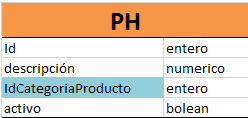 PH
Id entero
descripción numerico
IdCategoriaProducto entero
activo bolean